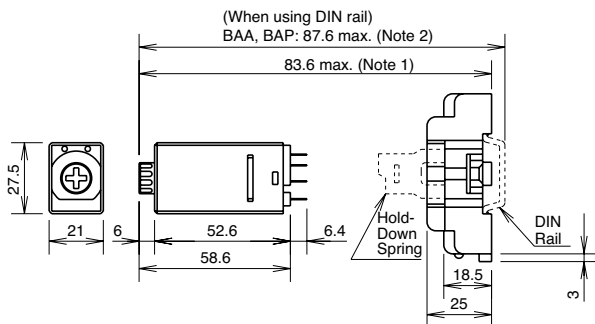 (When using DIN rail)
BAA, BAP: 87.6 max. (Note 2)
83.6 max. (Note 1)
27.5
21
6
52.6
6.4
58.6
Hold-
Down
Spring
DIN
Rail
18.5
25
3